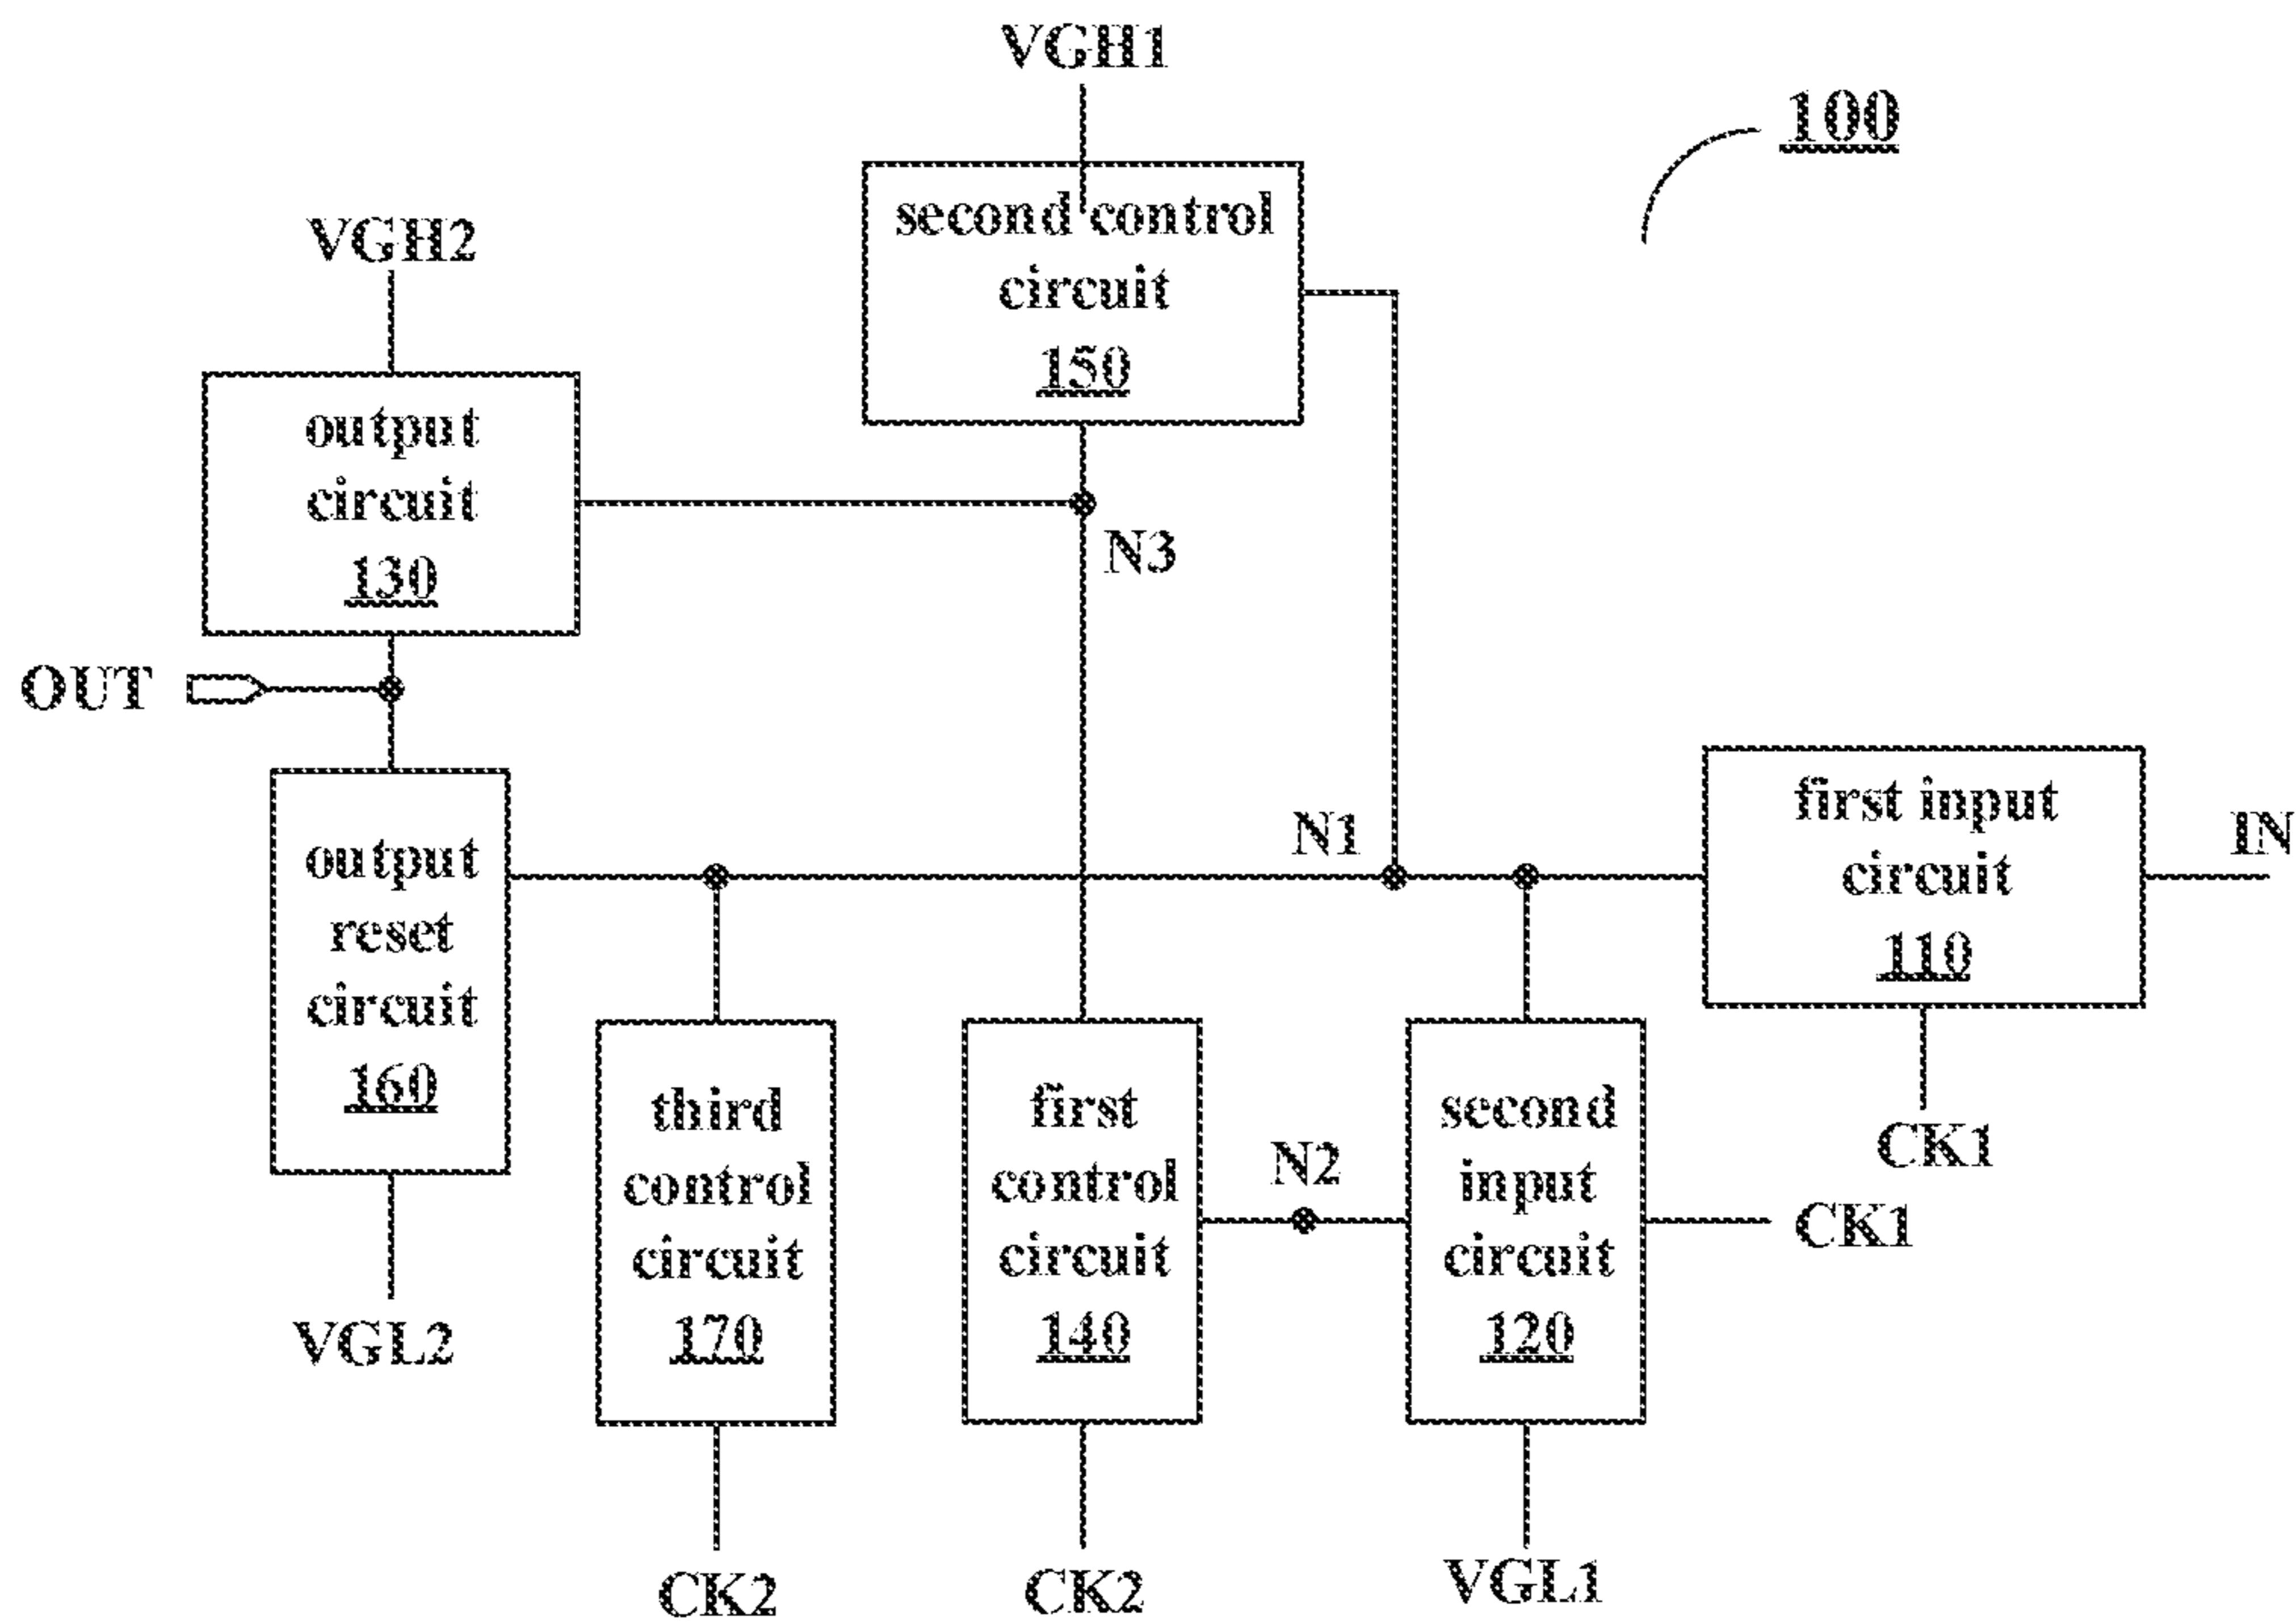 VGH1
100
second control
circuit
150
VGH2
output
circuit
130
N3
OUT
output
reset
circuit
160
N1
first input
circuit
110
IN
CK1
third
control
circuit
170
first
control
circuit
140
N2
second
input
circuit
120
CK1
VGL2
CK2
CK2
VGL1